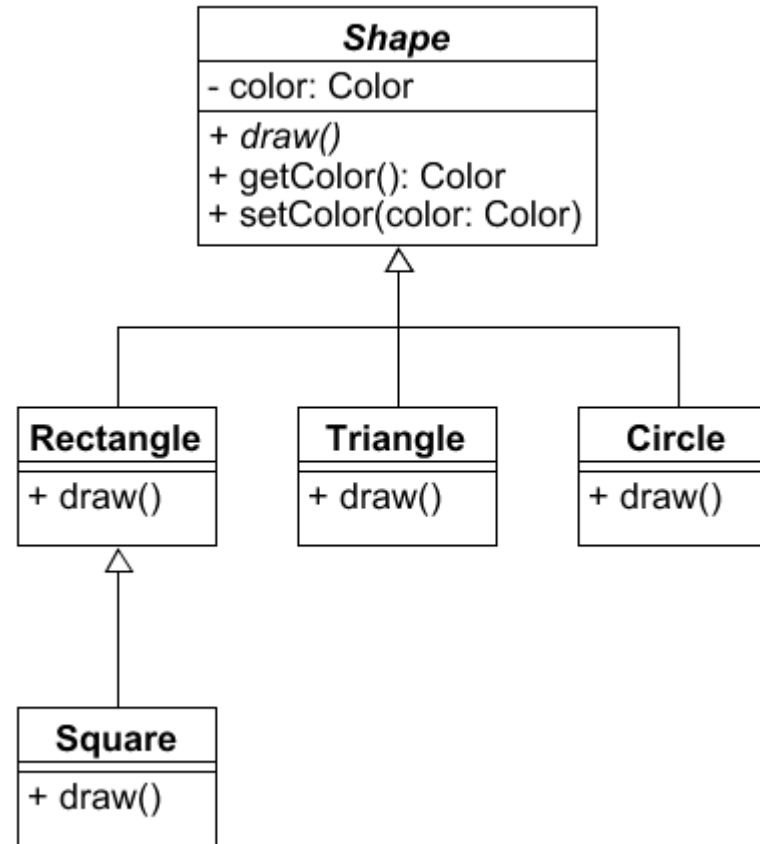 Shape
- color: Color
+ draw()
+ getColor(): Color
+ setColor(color: Color)
Rectangle
+ draw()
Triangle
+ draw()
Circle
+ draw()
Square
+ draw()